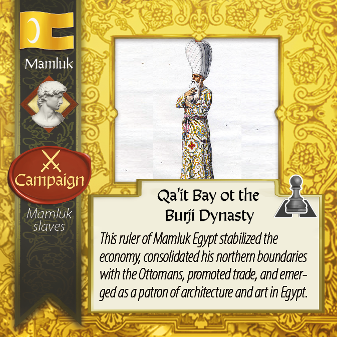 Mamluk
Campaign
Mamluk
slaves
Qa'it Bay ot the
Burji Dynasty
This ruler of Mamluk Egypt stabilized the
economy, consolidated his northern boundaries
with the Ottomans, promoted trade, and emer-
ged as a patron of architecture and art in Egypt.